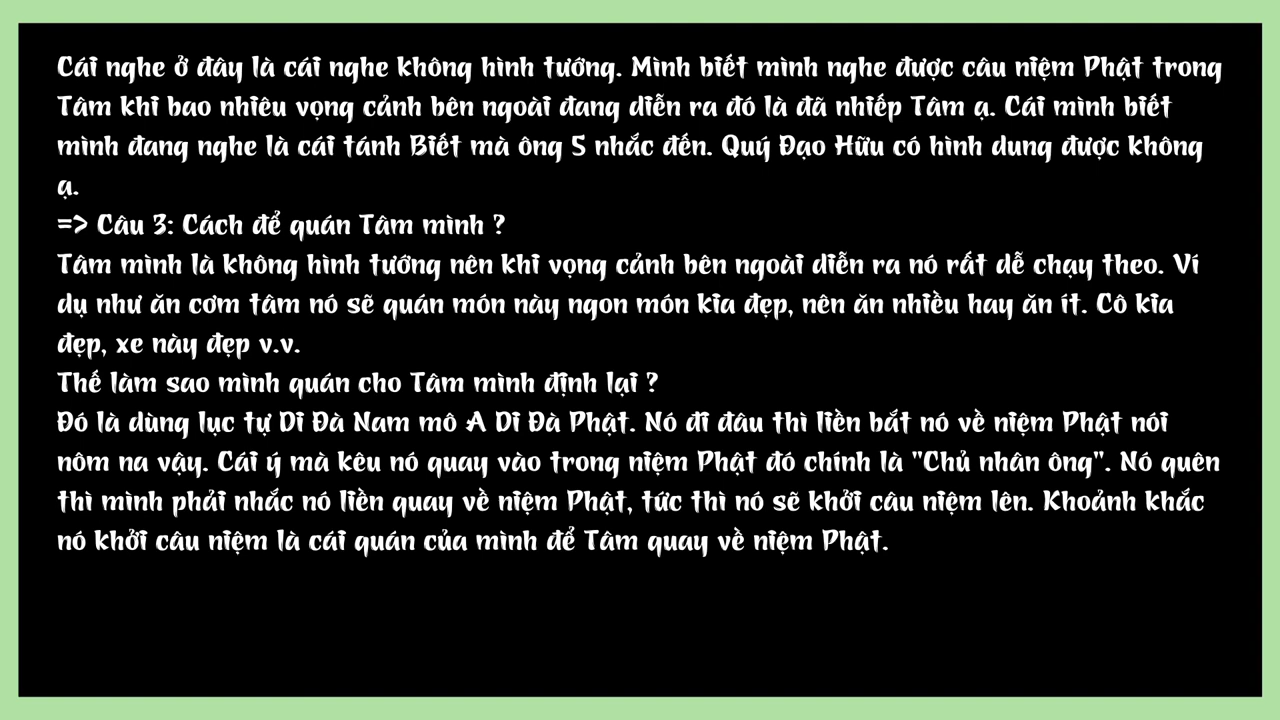 Cái nghe ở đây là cái nghe không hình tướng. Mình biết mình nghe được câu niệm Phật trong
Tâm khi bao nhiêu vọng cảnh bên ngoài đang diễn ra đó là đã nhiếp Tâm ạ. Cái mình biết
mình đang nghe là cái tánh Biết mà ông 5 nhắc đến. Quý Đạo Hữu có hình dung được không
ạ.
=> Câu 3: Cách để quán Tâm mình ?
Tâm mình là không hình tướng nên khi vọng cảnh bên ngoài diễn ra nó rất dễ chạy theo. Ví
dụ như ăn cơm tâm nó sẽ quán món này ngon món kia đẹp, nên ăn nhiều hay ăn ít. Cô kia
đẹp, xe này đẹp v.v.
Thế làm sao mình quán cho Tâm mình định lại ?
Đó là dùng lục tự Di Đà Nam mô A Di Đà Phật. Nó đi đâu thì liền bắt nó về niệm Phật nói
nôm na vậy. Cái ý mà kêu nó quay vào trong niệm Phật đó chính là "Chủ nhân ông". Nó quên
thì mình phải nhắc nó liền quay về niệm Phật, tức thì nó sẽ khởi câu niệm lên. Khoảnh khắc
nó khởi câu niệm là cái quán của mình để Tâm quay về niệm Phật.